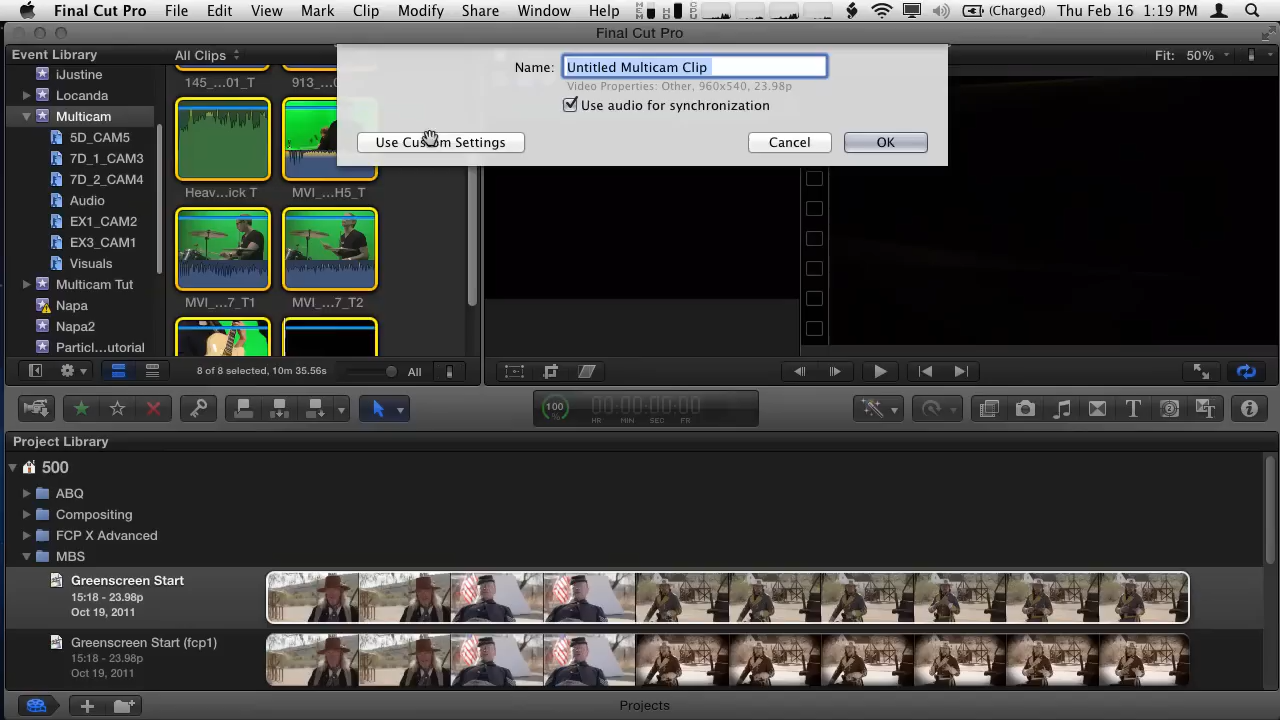 Final Cut Pro File Edit View Mark Clip Modify Share Window Help (Charged) Thu Feb 16 1:19 PM
Final Cut Pro
Event Library
All Clips
Fit: 50%
iJustine
Locanda
Multicam
5D_CAM5
7D_1_CAM3
7D_2_CAM4
Audio
EX1_CAM2
EX3_CAM1
Visuals
Multicam Tut
Napa
Napa2
Particl...utorial
145_...01_T
913_...
Heav...ick T
MVI_...H5_T
MVI_...7_T1
MVI_...7_T2
Name: Untitled Multicam Clip
Video Properties: Other, 960x540, 23.98p
Use audio for synchronization
Use Custom Settings
Cancel
OK
8 of 8 selected, 10m 35.56s
All
100
%
00:00:00:00
HR MIN SEC FR
Project Library
500
ABQ
Compositing
FCP X Advanced
MBS
Greenscreen Start
15:18 - 23.98p
Oct 19, 2011
Greenscreen Start (fcp1)
15:18 - 23.98p
Oct 19, 2011
Projects